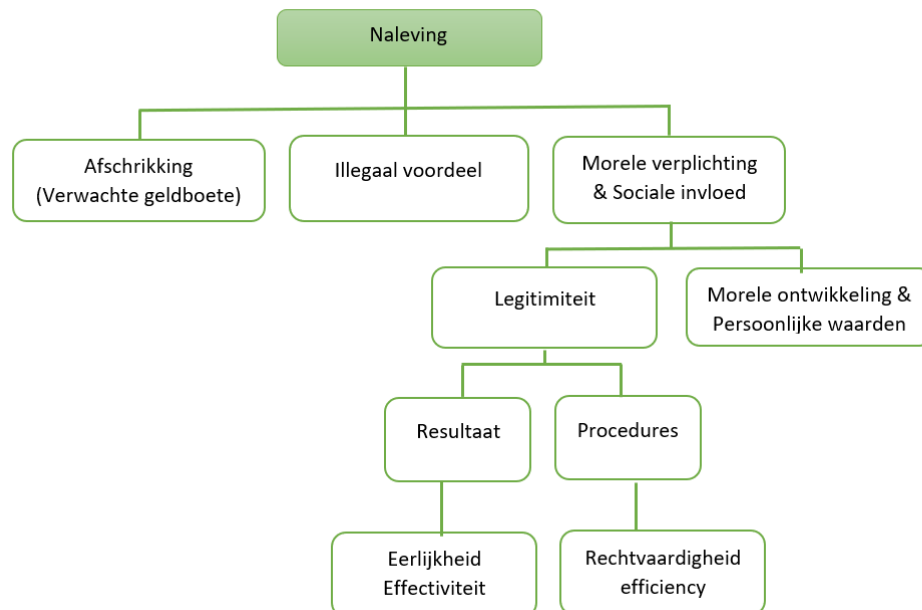 Naleving
Afschrikking
(Verwachte geldboete)
Illegaal voordeel
Morele verplichting
& Sociale invloed
Legitimiteit
Morele ontwikkeling &
Persoonlijke waarden
Resultaat
Procedures
Eerlijkheid
Effectiviteit
Rechtvaardigheid
efficiency